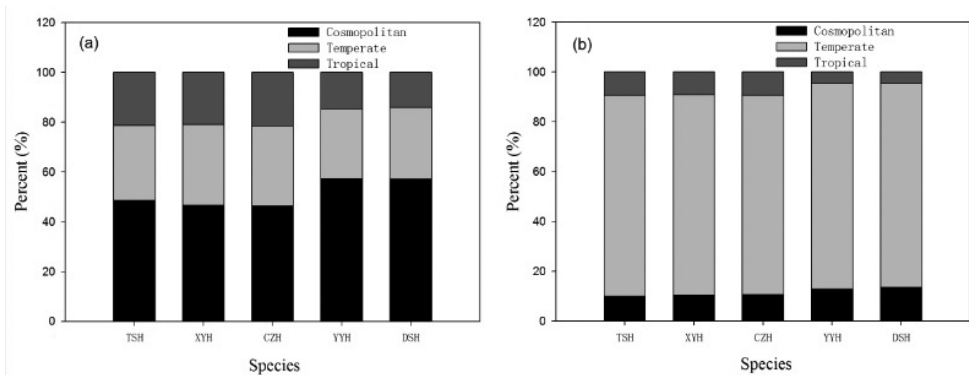 (a)
Cosmopolitan
Temperate
Tropical
Percent (%)
120
100
80
60
40
20
0
TSH XYH CZH YYH DSH
Species
(b)
Cosmopolitan
Temperate
Tropical
Percent (%)
120
100
80
60
40
20
0
TSH XYH CZH YYH DSH
Species